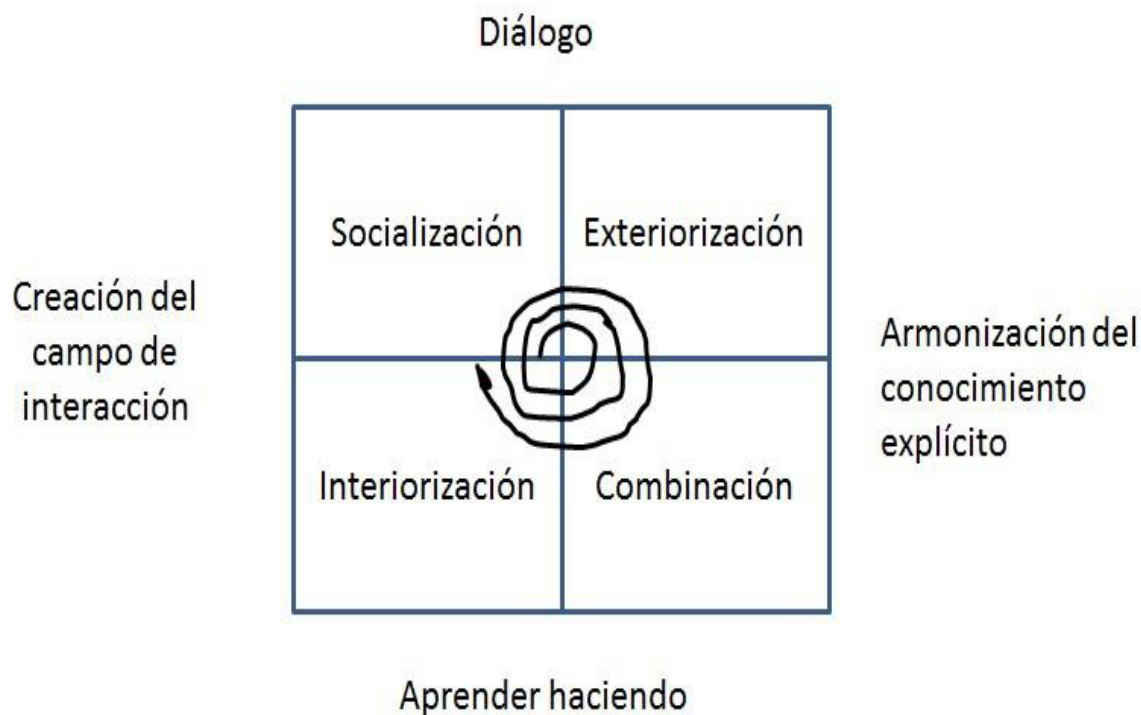 Diálogo
Socialización
Exteriorización
Creación del
campo de
interacción
Armonización del
conocimiento
explícito
Interiorización
Combinación
Aprender haciendo